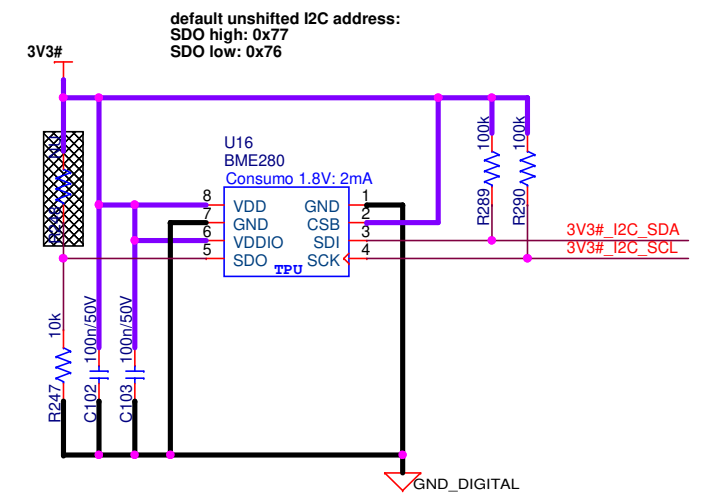 default unshifted I2C address:
SDO high: 0x77
SDO low: 0x76
3V3#
U16
BME280
Consumo 1.8V: 2mA
100k
100k
R289
R290
8
7
6
5
VDD
GND
VDDIO
SDO
GND
CSB
SDI
SCK
TPU
1
2
3
4
3V3#_I2C_SDA
3V3#_I2C_SCL
10k
R247
100n/50V
C102
100n/50V
C103
GND_DIGITAL